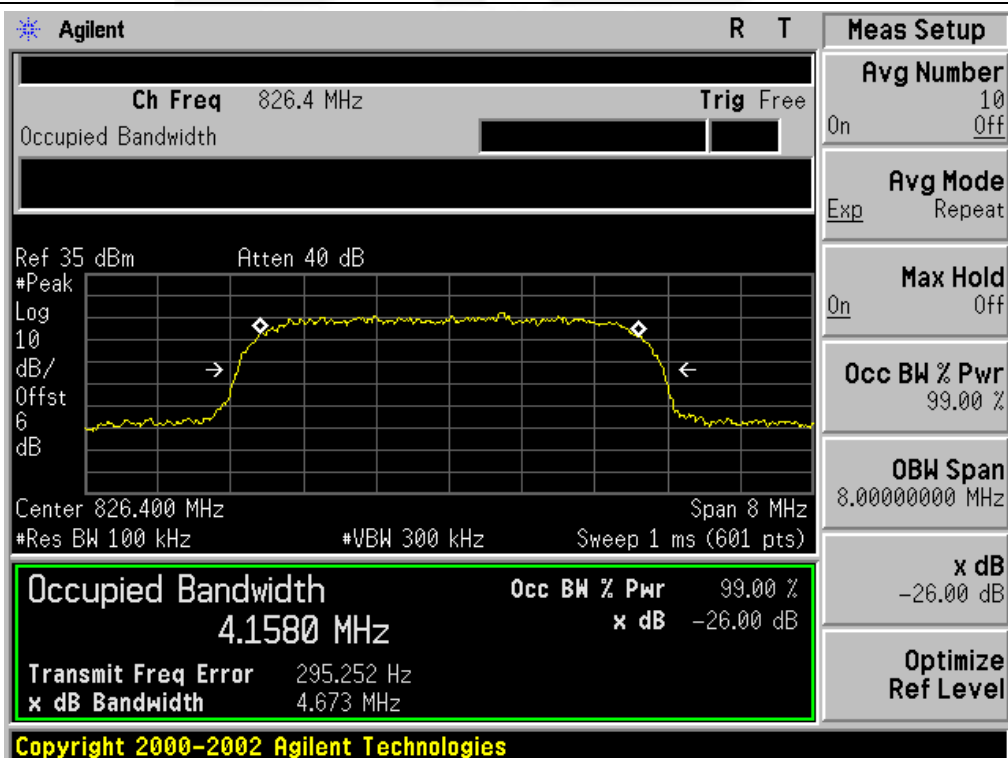 Agilent R T
Ch Freq 826.4 MHz Trig Free
Occupied Bandwidth
Ref 35 dBm Atten 40 dB
#Peak
Log
10
dB/
Offst
6
dB
Center 826.400 MHz Span 8 MHz
#Res BW 100 kHz #VBW 300 kHz Sweep 1 ms (601 pts)
Occupied Bandwidth
4.1580 MHz
Occ BW % Pwr 99.00 %
x dB -26.00 dB
Transmit Freq Error 295.252 Hz
x dB Bandwidth 4.673 MHz
Copyright 2000-2002 Agilent Technologies
Meas Setup
Avg Number
10
On Off
Avg Mode
Exp Repeat
Max Hold
On Off
Occ BW % Pwr
99.00 %
OBW Span
8.00000000 MHz
x dB
-26.00 dB
Optimize
Ref Level